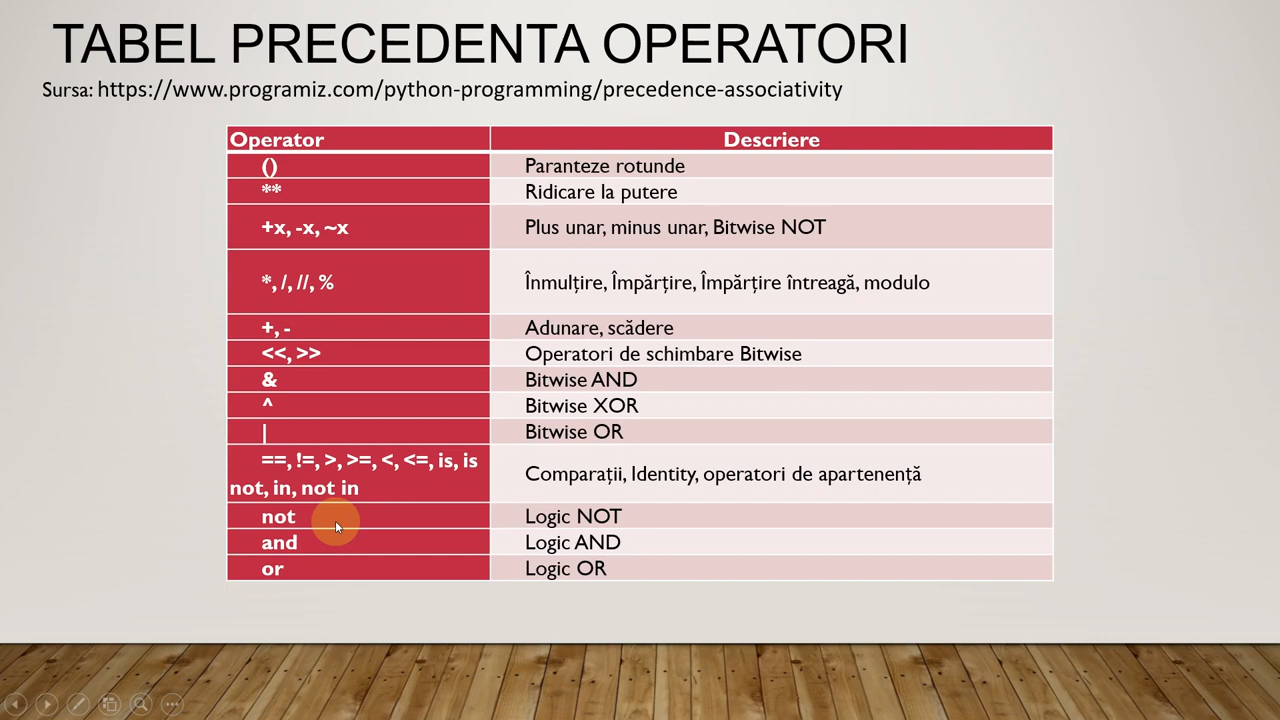 TABEL PRECEDENTA OPERATORI
Sursa: https://www.programiz.com/python-programming/precedence-associativity
Operator Descriere
() Paranteze rotunde
** Ridicare la putere
+x, -x, ~x Plus unar, minus unar, Bitwise NOT
*, /, //, % Înmulțire, Împărțire, Împărțire întreagă, modulo
+, - Adunare, scădere
<<, >> Operatori de schimbare Bitwise
& Bitwise AND
^ Bitwise XOR
| Bitwise OR
==, !=, >, >=, <, <=, is, is
not, in, not in Comparații, Identity, operatori de apartenență
not Logic NOT
and Logic AND
or Logic OR